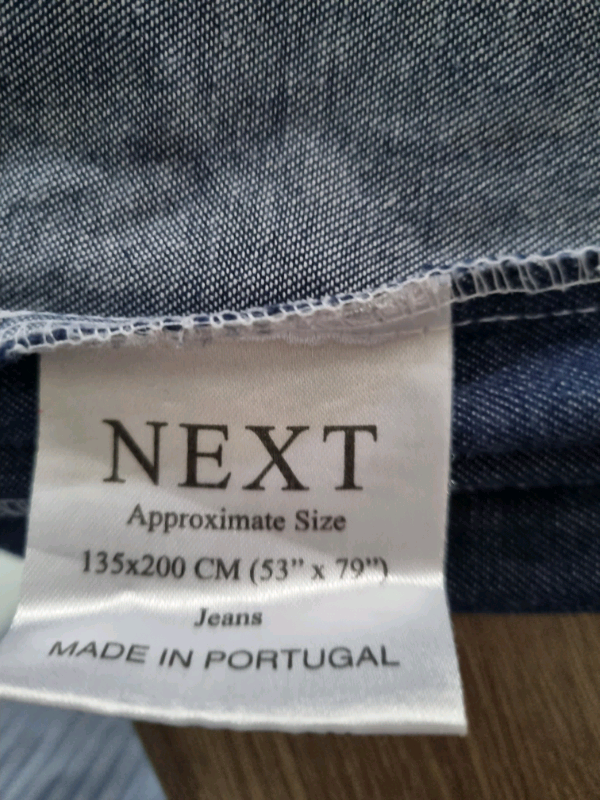 NEXT
Approximate Size
135x200 CM (53” x 79”)
Jeans
MADE IN PORTUGAL